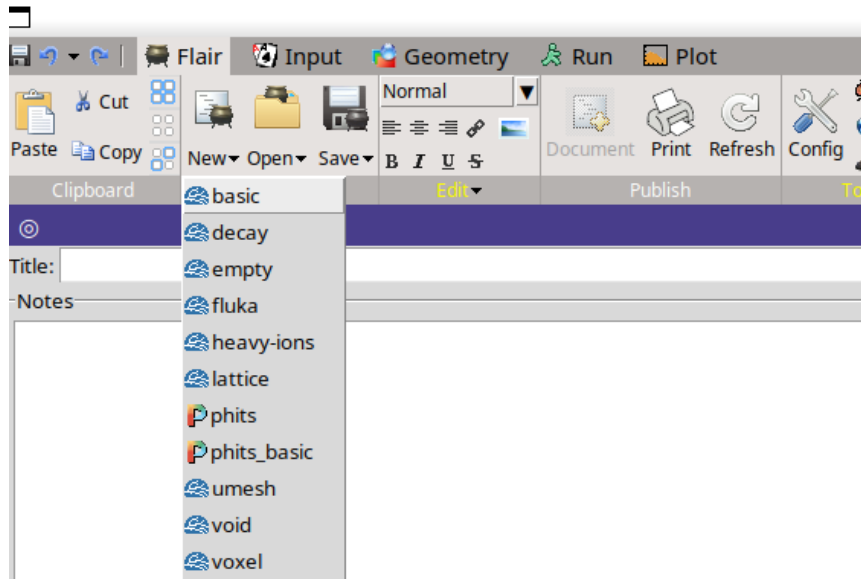 Flair Input Geometry Run Plot
Cut Normal
Paste Copy New Open Save B I U S Document Print Refresh Config
Clipboard Edit Publish To
basic
decay
Title:
empty
Notes
fluka
heavy-ions
lattice
phits
phits_basic
umesh
void
voxel